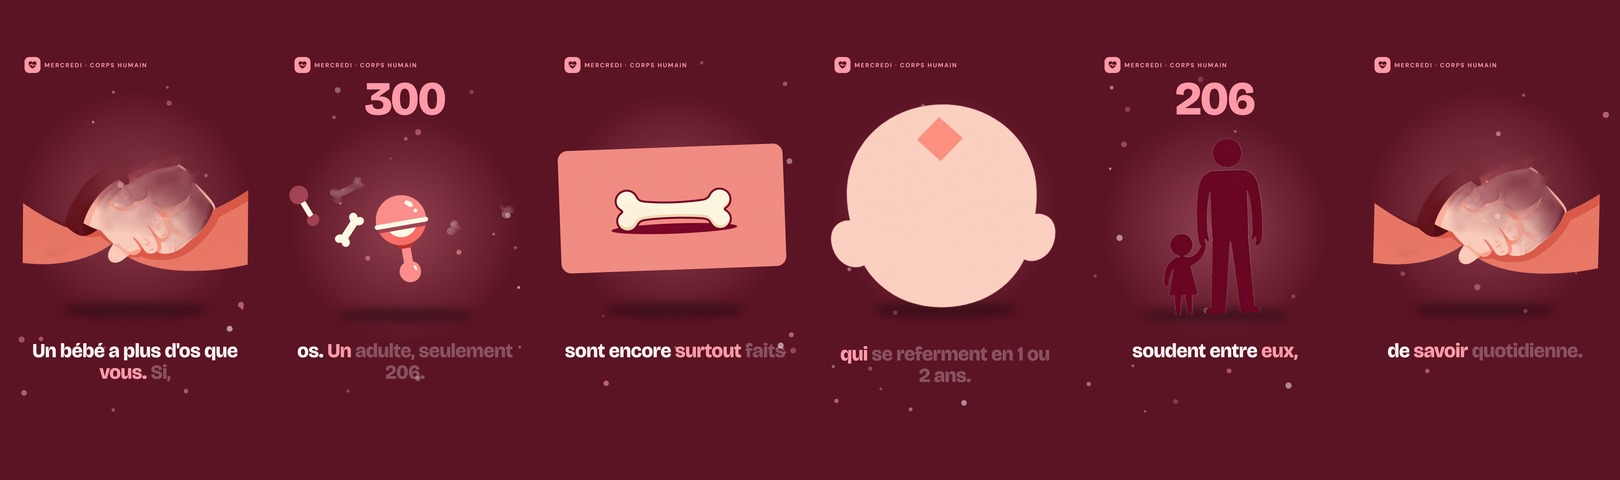 MERCREDI · CORPS HUMAIN
Un bébé a plus d'os que
vous. Si,
MERCREDI · CORPS HUMAIN
300
os. Un adulte, seulement
206.
MERCREDI · CORPS HUMAIN
sont encore surtout faits
MERCREDI · CORPS HUMAIN
qui se referment en 1 ou
2 ans.
MERCREDI · CORPS HUMAIN
206
soudent entre eux,
MERCREDI · CORPS HUMAIN
de savoir quotidienne.